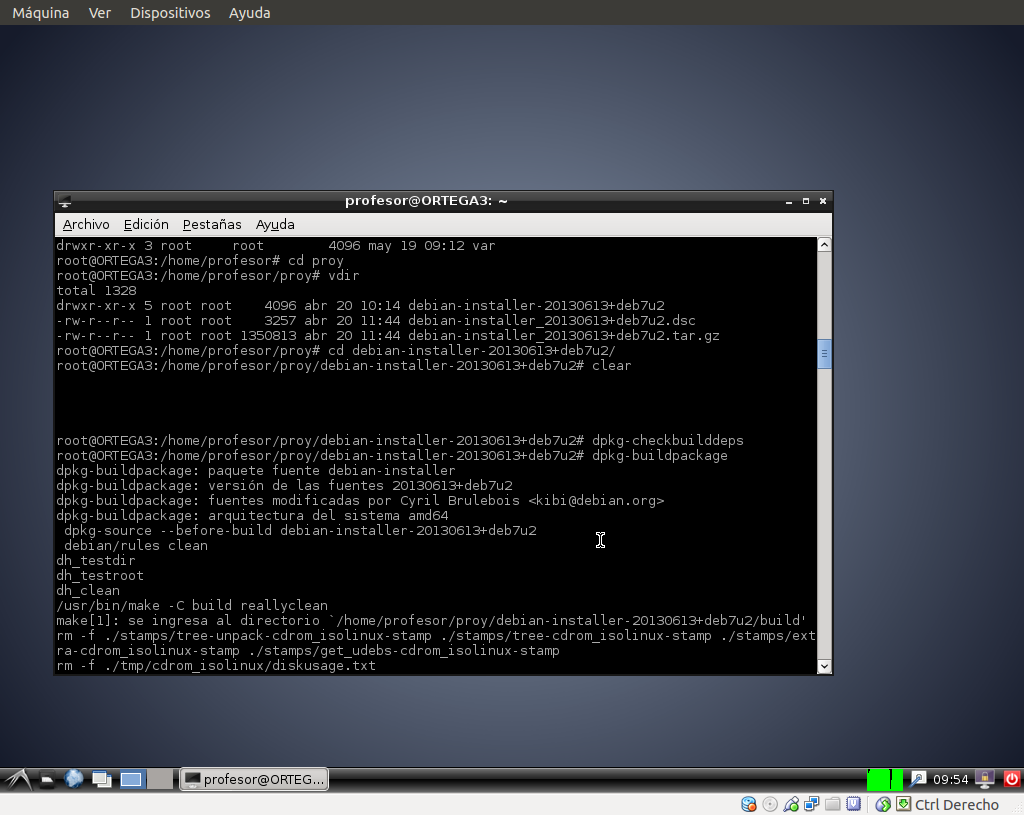 Máquina Ver Dispositivos Ayuda
profesor@ORTEGA3: ~
Archivo Edición Pestañas Ayuda
drwxr-xr-x 3 root     root        4096 may 19 09:12 var
root@ORTEGA3:/home/profesor# cd proy
root@ORTEGA3:/home/profesor/proy# vdir
total 1328
drwxr-xr-x 5 root root    4096 abr 20 10:14 debian-installer-20130613+deb7u2
-rw-r--r-- 1 root root    3257 abr 20 11:44 debian-installer_20130613+deb7u2.dsc
-rw-r--r-- 1 root root 1350813 abr 20 11:44 debian-installer_20130613+deb7u2.tar.gz
root@ORTEGA3:/home/profesor/proy# cd debian-installer-20130613+deb7u2/
root@ORTEGA3:/home/profesor/proy/debian-installer-20130613+deb7u2# clear
root@ORTEGA3:/home/profesor/proy/debian-installer-20130613+deb7u2# dpkg-checkbuilddeps
root@ORTEGA3:/home/profesor/proy/debian-installer-20130613+deb7u2# dpkg-buildpackage
dpkg-buildpackage: paquete fuente debian-installer
dpkg-buildpackage: versión de las fuentes 20130613+deb7u2
dpkg-buildpackage: fuentes modificadas por Cyril Brulebois <kibi@debian.org>
dpkg-buildpackage: arquitectura del sistema amd64
 dpkg-source --before-build debian-installer-20130613+deb7u2
 debian/rules clean
dh_testdir
dh_testroot
dh_clean
/usr/bin/make -C build reallyclean
make[1]: se ingresa al directorio `/home/profesor/proy/debian-installer-20130613+deb7u2/build'
rm -f ./stamps/tree-unpack-cdrom_isolinux-stamp ./stamps/tree-cdrom_isolinux-stamp ./stamps/ext
ra-cdrom_isolinux-stamp ./stamps/get_udebs-cdrom_isolinux-stamp
rm -f ./tmp/cdrom_isolinux/diskusage.txt
profesor@ORTEG... 09:54
Ctrl Derecho